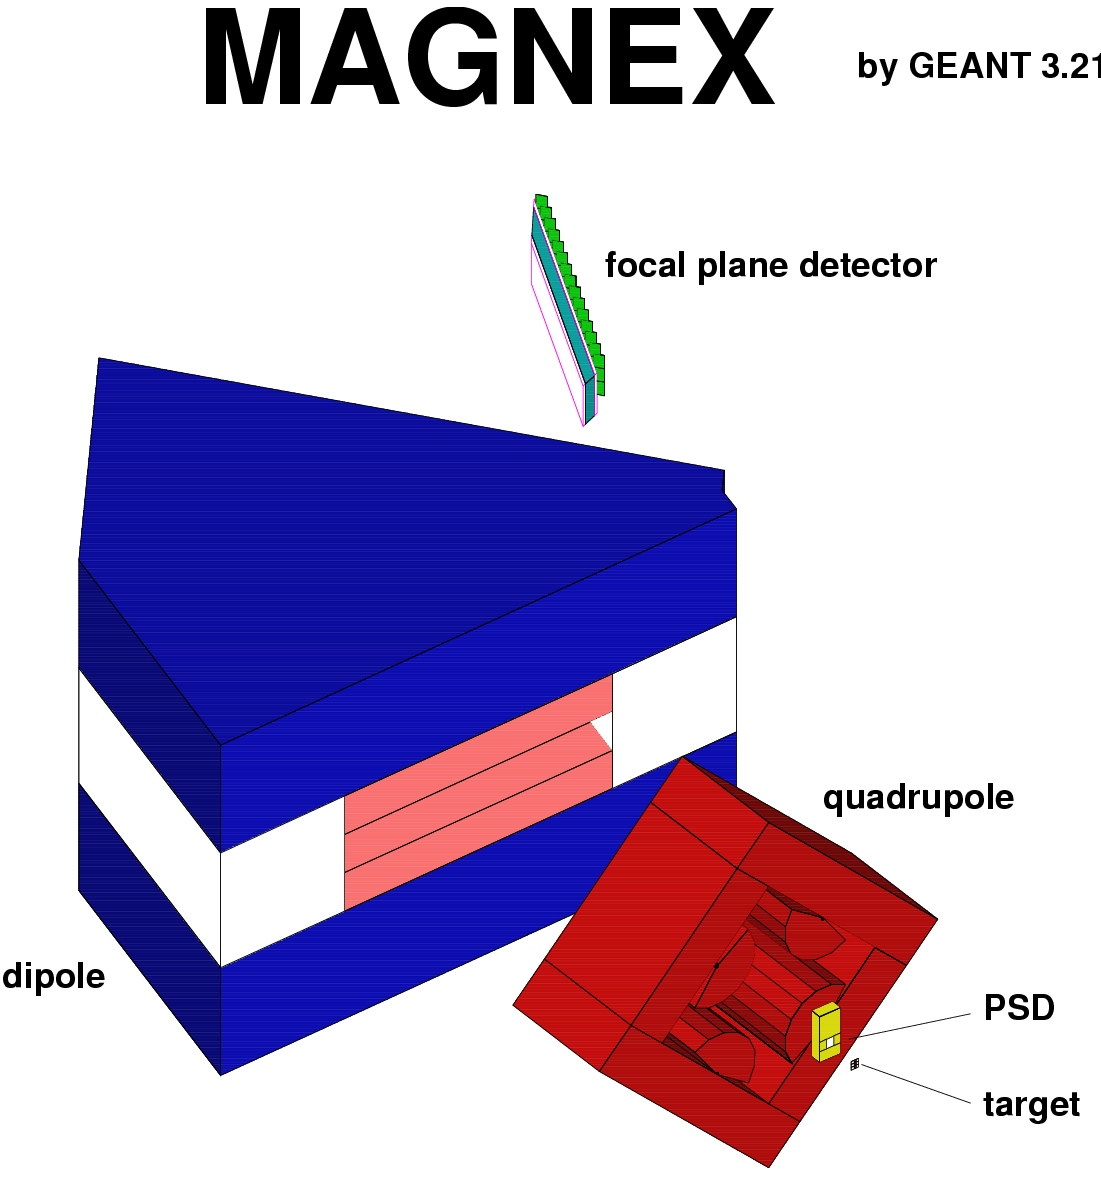 MAGNEX
by GEANT 3.21
focal plane detector
quadrupole
dipole
PSD
target